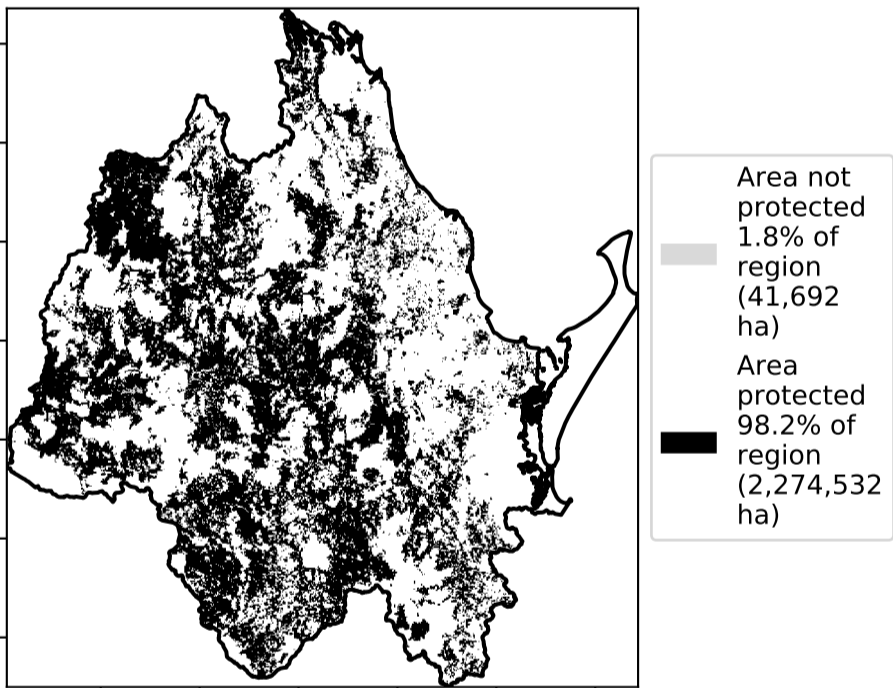 Area not
protected
1.8% of
region
(41,692
ha)
Area
protected
98.2% of
region
(2,274,532
ha)